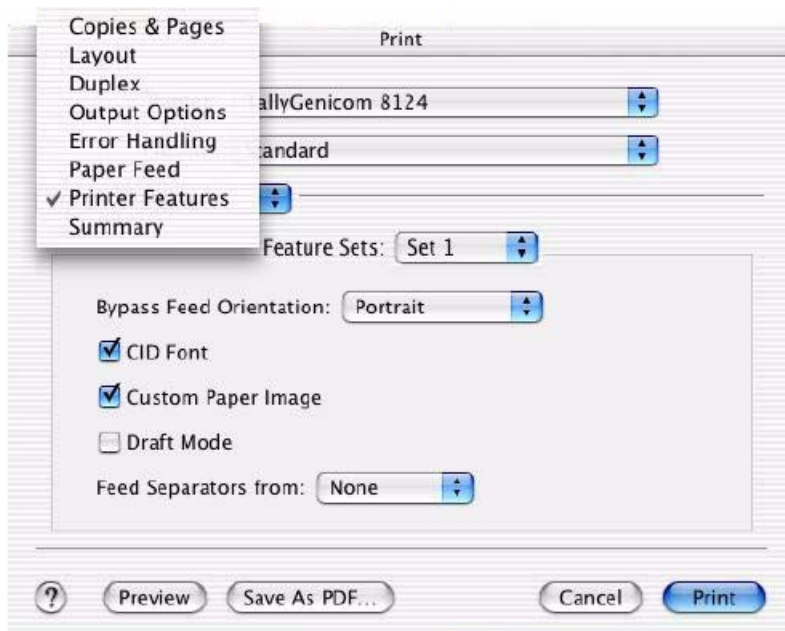 Print
Copies & Pages
Layout
Duplex
Output Options
Error Handling
Paper Feed
✓ Printer Features
Summary
allyGenicom 8124
tandard
Feature Sets: Set 1
Bypass Feed Orientation: Portrait
CID Font
Custom Paper Image
Draft Mode
Feed Separators from: None
? Preview Save As PDF... Cancel Print